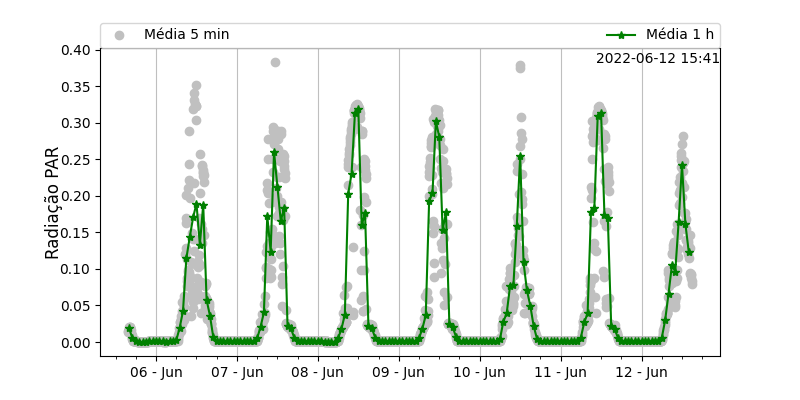 Média 5 min
Média 1 h
2022-06-12 15:41
Radiação PAR
0.40
0.35
0.30
0.25
0.20
0.15
0.10
0.05
0.00
06 - Jun
07 - Jun
08 - Jun
09 - Jun
10 - Jun
11 - Jun
12 - Jun